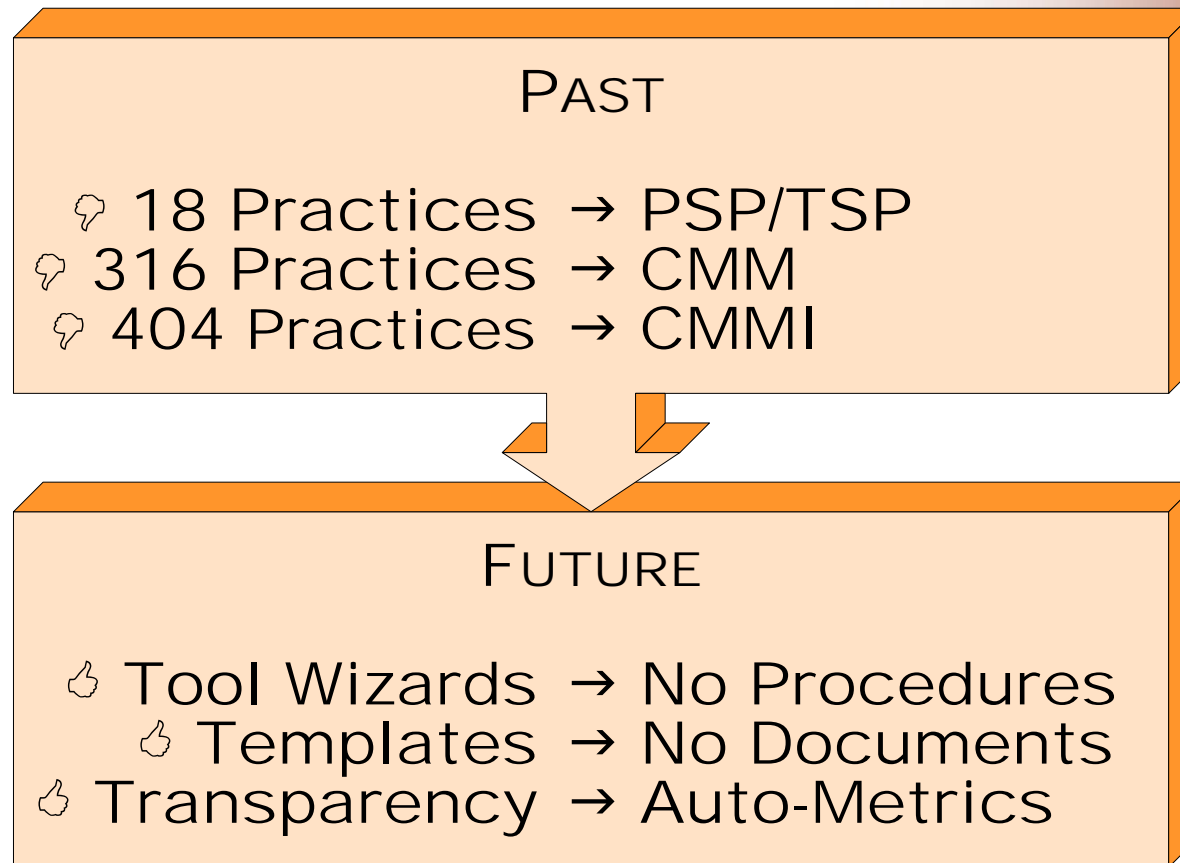 PAST
👎 18 Practices → PSP/TSP
👎 316 Practices → CMM
👎 404 Practices → CMMI
FUTURE
👍 Tool Wizards → No Procedures
👍 Templates → No Documents
👍 Transparency → Auto-Metrics